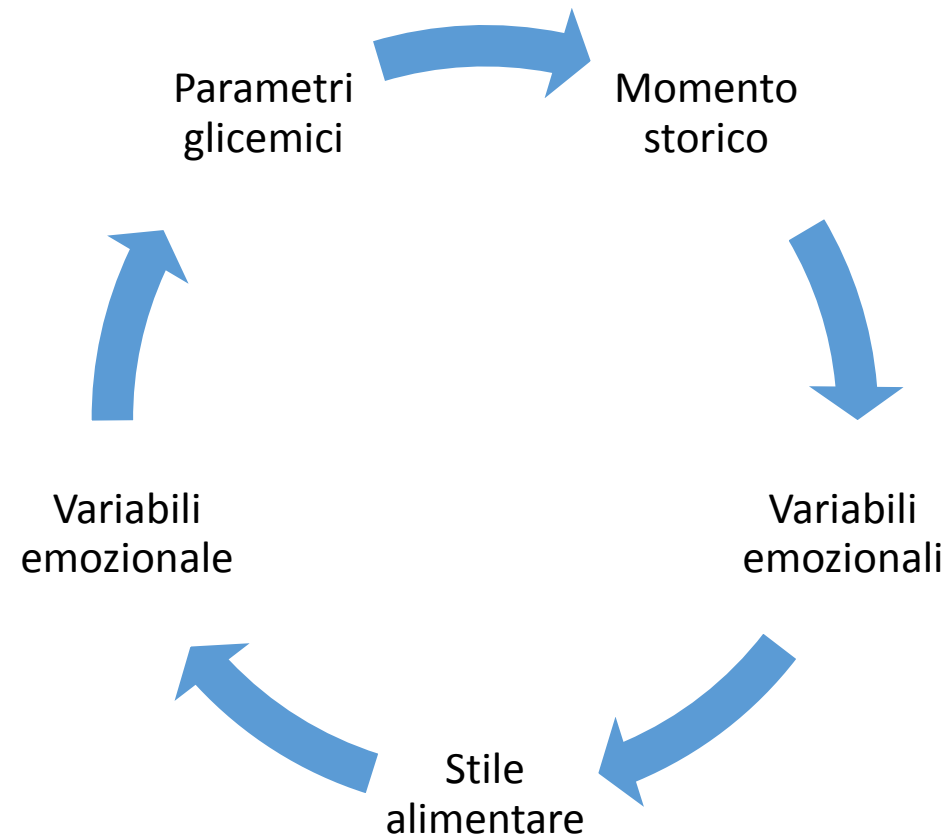 Parametri
glicemici
Momento
storico
Variabili
emozionali
Stile
alimentare
Variabili
emozionale